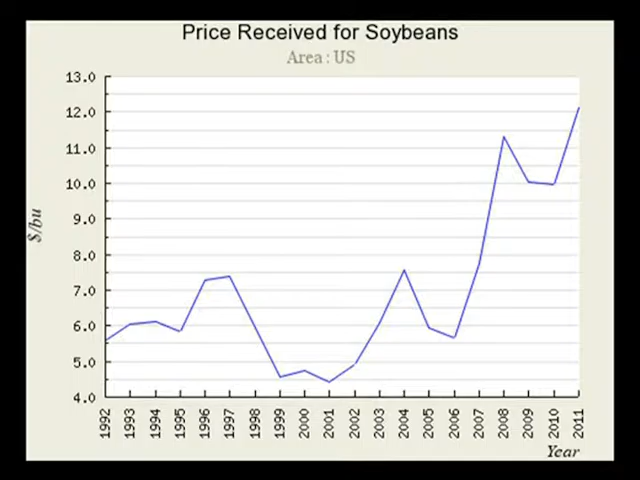 Price Received for Soybeans
Area : US
13.0
12.0
11.0
10.0
9.0
8.0
7.0
6.0
5.0
4.0
$/bu
1992 1993 1994 1995 1996 1997 1998 1999 2000 2001 2002 2003 2004 2005 2006 2007 2008 2009 2010 2011
Year